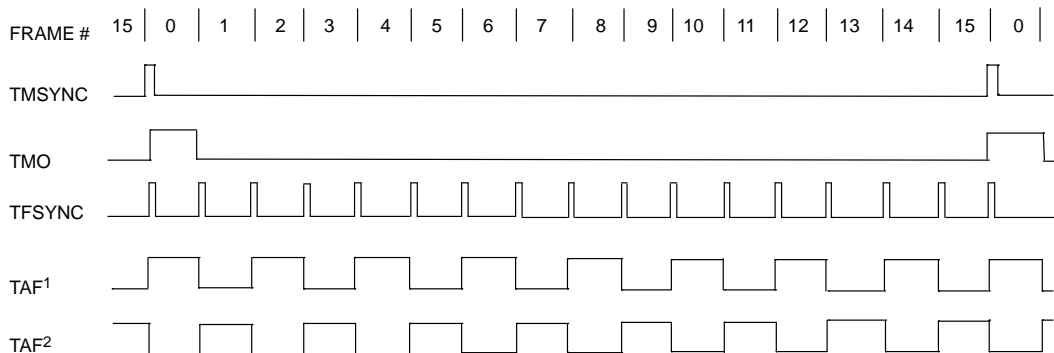 FRAME # 15 0 1 2 3 4 5 6 7 8 9 10 11 12 13 14 15 0
TMSYNC
TMO
TFSYNC
TAF1
TAF2